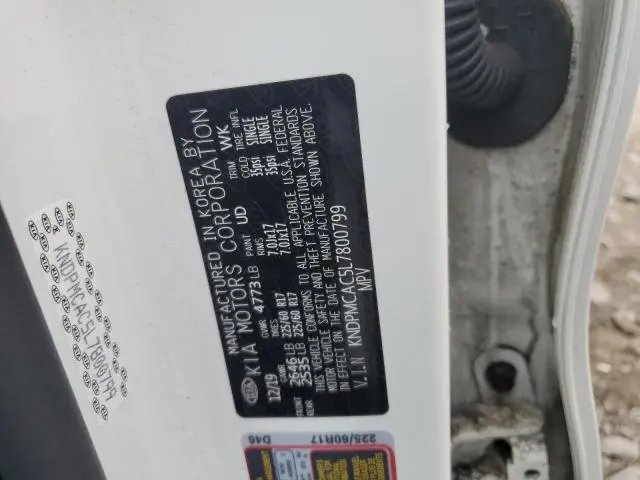 MANUFACTURED IN KOREA BY
KIA MOTORS CORPORATION
12/19 GVWR 4773 LB PAINT UD TRIM WK
GAWR TIRES RIMS COLD TIRE INFL
FRONT 2646 LB 225/60 R17 7.0Jx17 35psi SINGLE
REAR 2535 LB 225/60 R17 7.0Jx17 35psi SINGLE
THIS VEHICLE CONFORMS TO ALL APPLICABLE U.S.A. FEDERAL
MOTOR VEHICLE SAFETY AND THEFT PREVENTION STANDARDS
IN EFFECT ON THE DATE OF MANUFACTURE SHOWN ABOVE.
V.I.N KNDPMCAC5L7800799
MPV
KNDPMCAC5L7800799
D46 225/60R17